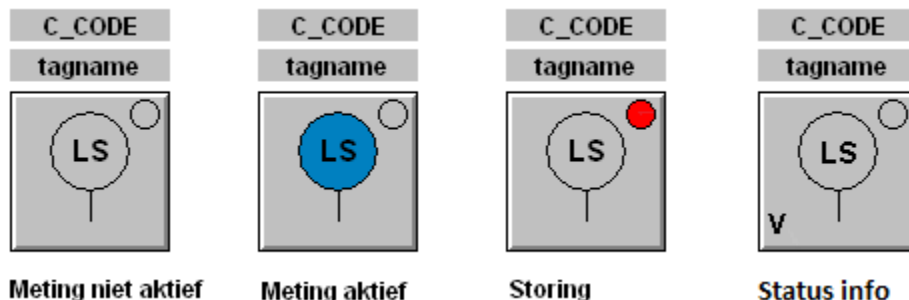 C_CODE C_CODE C_CODE C_CODE
tagname tagname tagname tagname
LS LS LS LS
V
Meting niet aktief Meting aktief Storing Status info